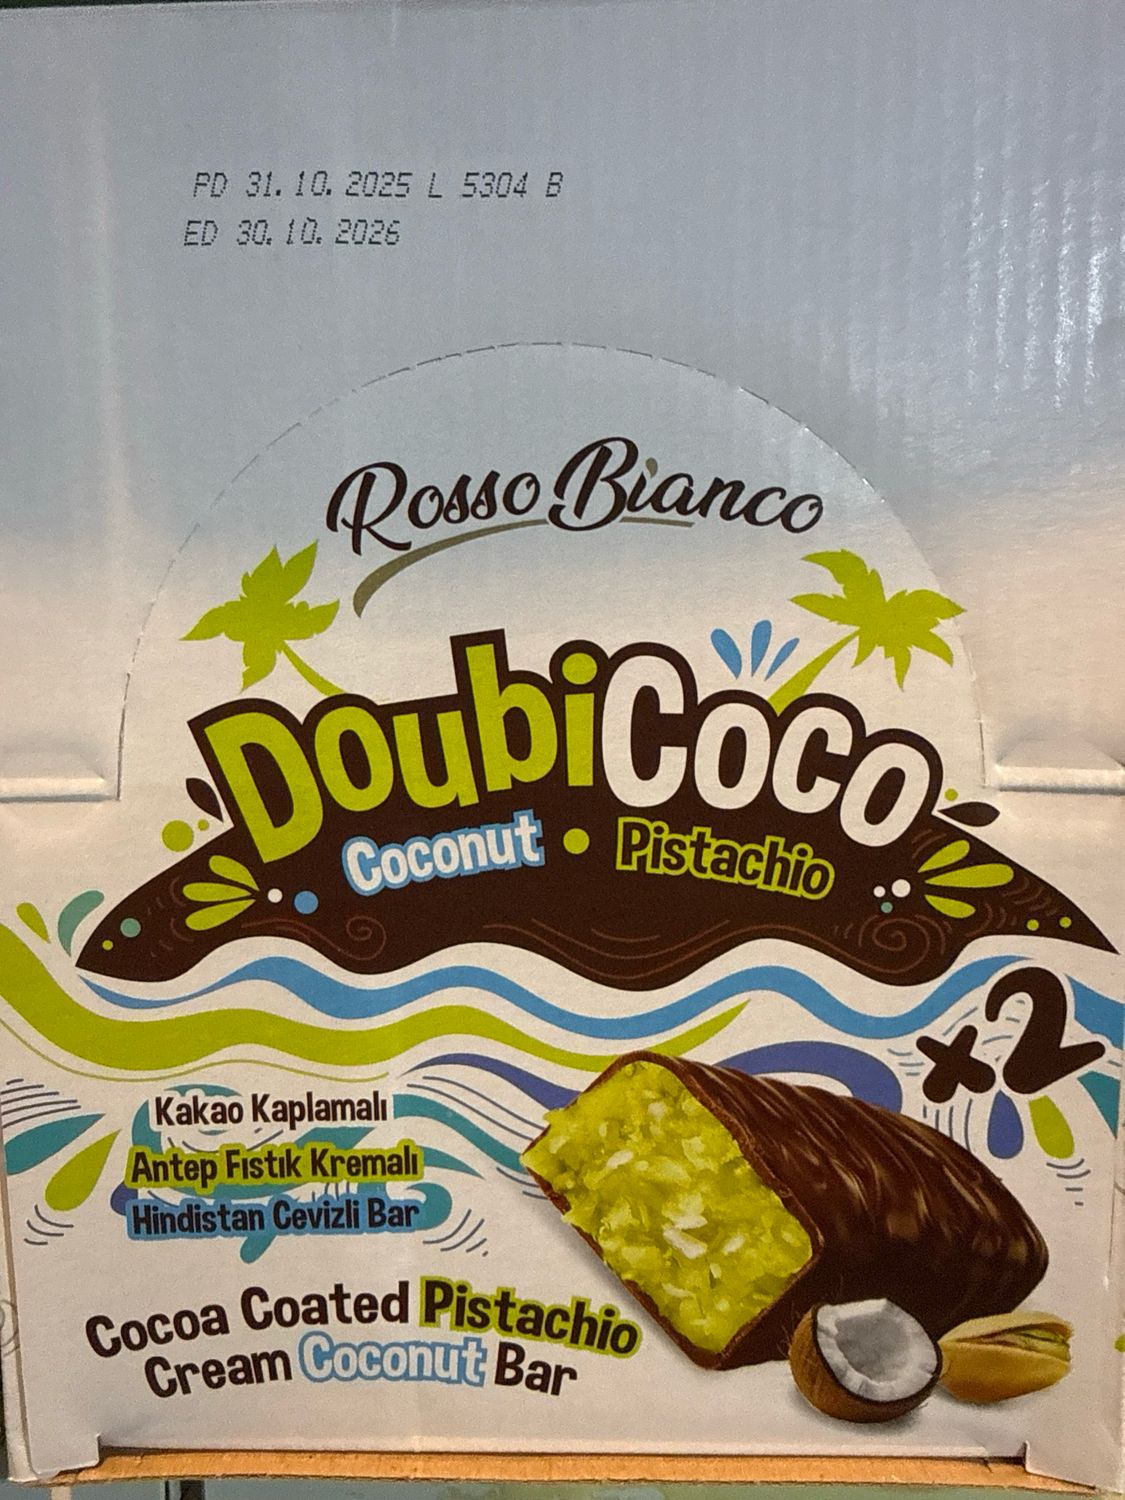 PD 31.10.2025 L 5304 B
ED 30.10.2026
Rosso Bianco
DoubiCoco
Coconut • Pistachio
x2
Kakao Kaplamalı
Antep Fıstık Kremalı
Hindistan Cevizli Bar
Cocoa Coated Pistachio
Cream Coconut Bar